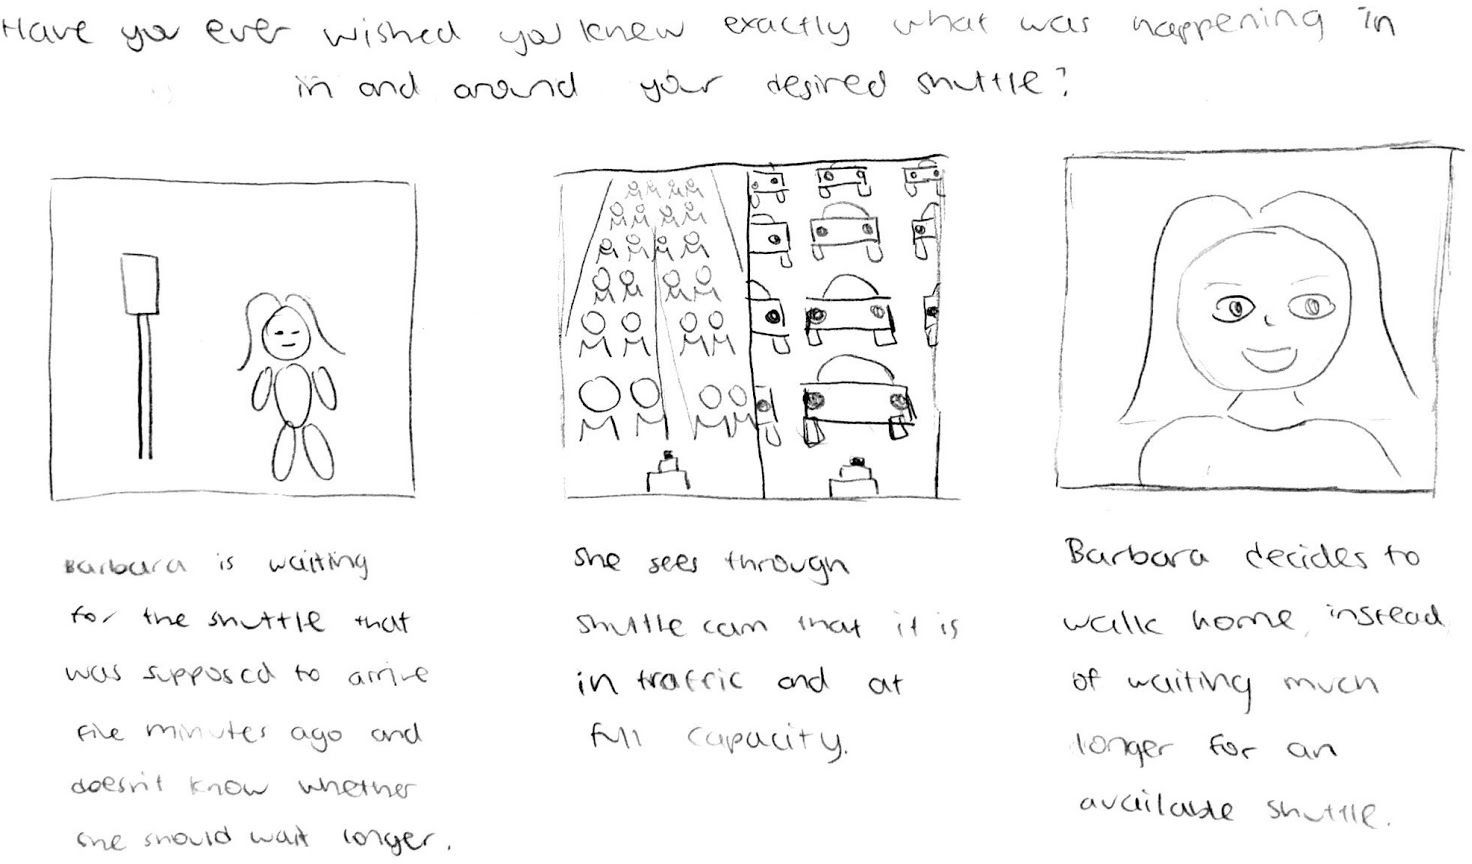 Have you ever wished you knew exactly what was happening in
in and around your desired shuttle?
Barbara is waiting
for the shuttle that
was supposed to arrive
five minutes ago and
doesn't know whether
she should wait longer.
She sees through
shuttle cam that it is
in traffic and at
full capacity.
Barbara decides to
walk home, instead
of waiting much
longer for an
available shuttle.